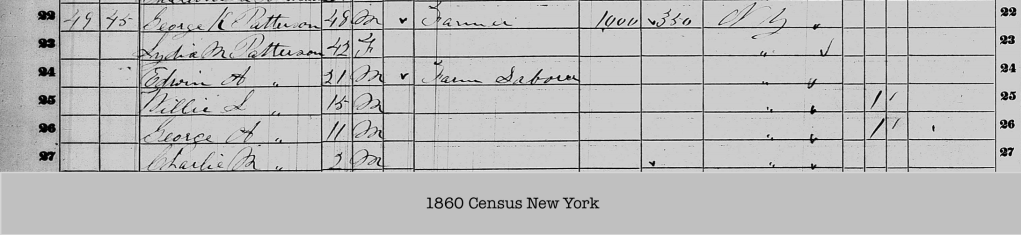 22 49 45 George K Patterson 48 M Farmer 1000 350 N Y 22
23 Lydia M Patterson 42 F " 23
24 Edwin A " 21 M Farm Laborer " 24
25 Willie L " 15 M " 1 1 25
26 George A " 11 M " 1 1 26
27 Charlie M " 2 M " 27
1860 Census New York